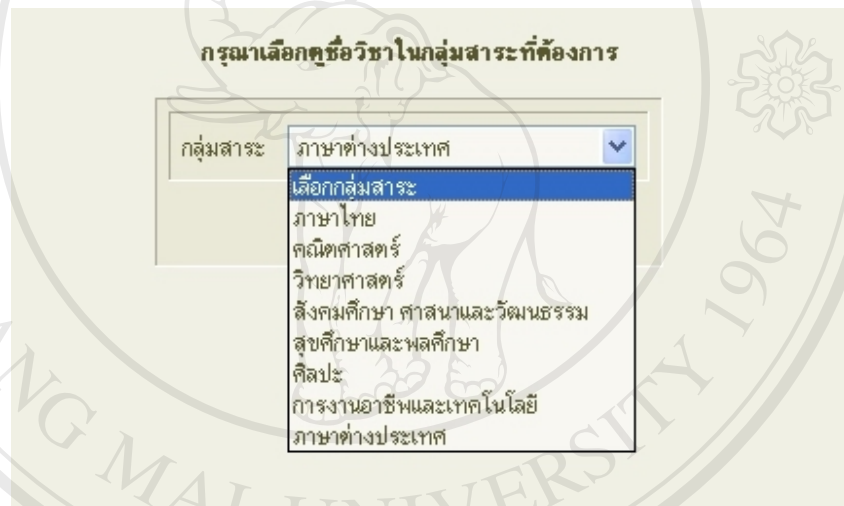 กรุณาเลือกดูชื่อวิชาในกลุ่มสาระที่ต้องการ
กลุ่มสาระ ภาษาต่างประเทศ
เลือกกลุ่มสาระ
ภาษาไทย
คณิตศาสตร์
วิทยาศาสตร์
สังคมศึกษา ศาสนาและวัฒนธรรม
สุขศึกษาและพลศึกษา
ศิลปะ
การงานอาชีพและเทคโนโลยี
ภาษาต่างประเทศ
ANG MAI UNIVERSITY 1964